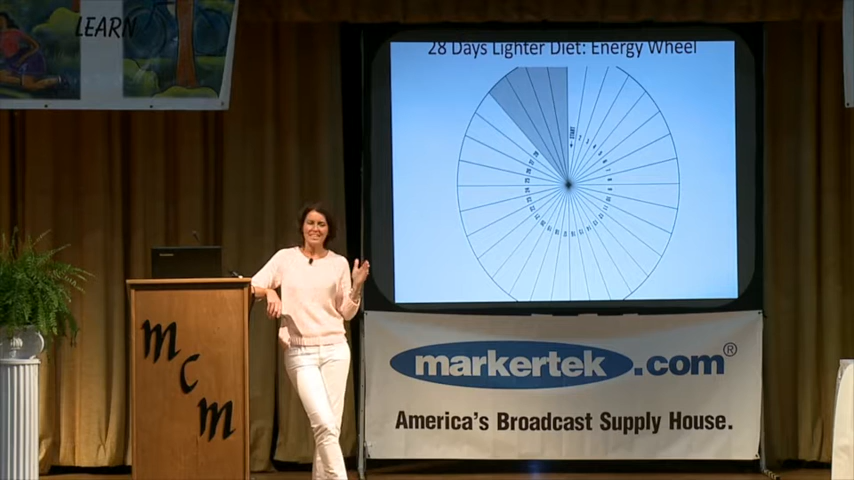 LEARN
28 Days Lighter Diet: Energy Wheel
START
mcm
markertek.com®
America's Broadcast Supply House.